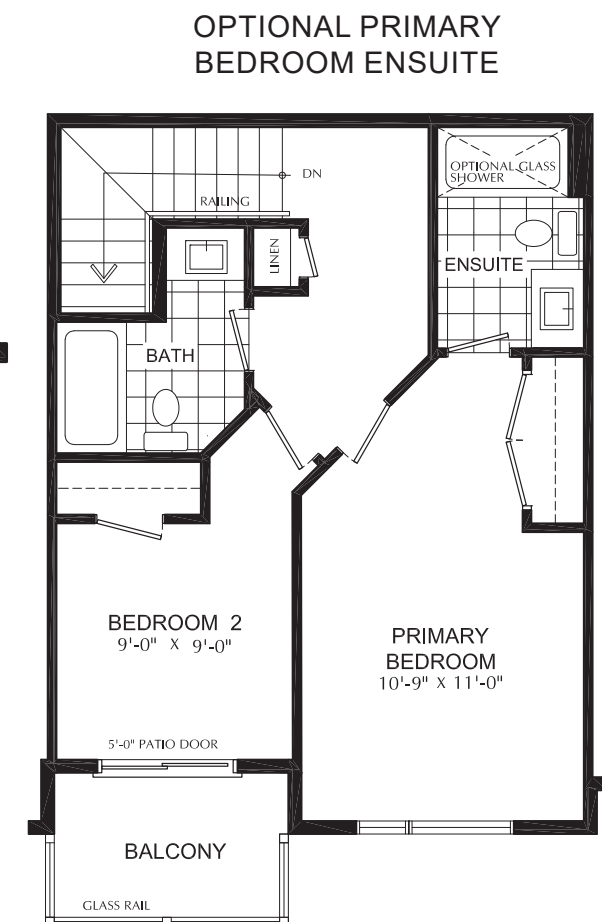 OPTIONAL PRIMARY
BEDROOM ENSUITE
OPTIONAL GLASS
SHOWER
DN
RAILING
LINEN
ENSUITE
BATH
BEDROOM 2
9'-0" X 9'-0"
PRIMARY
BEDROOM
10'-9" X 11'-0"
5'-0" PATIO DOOR
BALCONY
GLASS RAIL